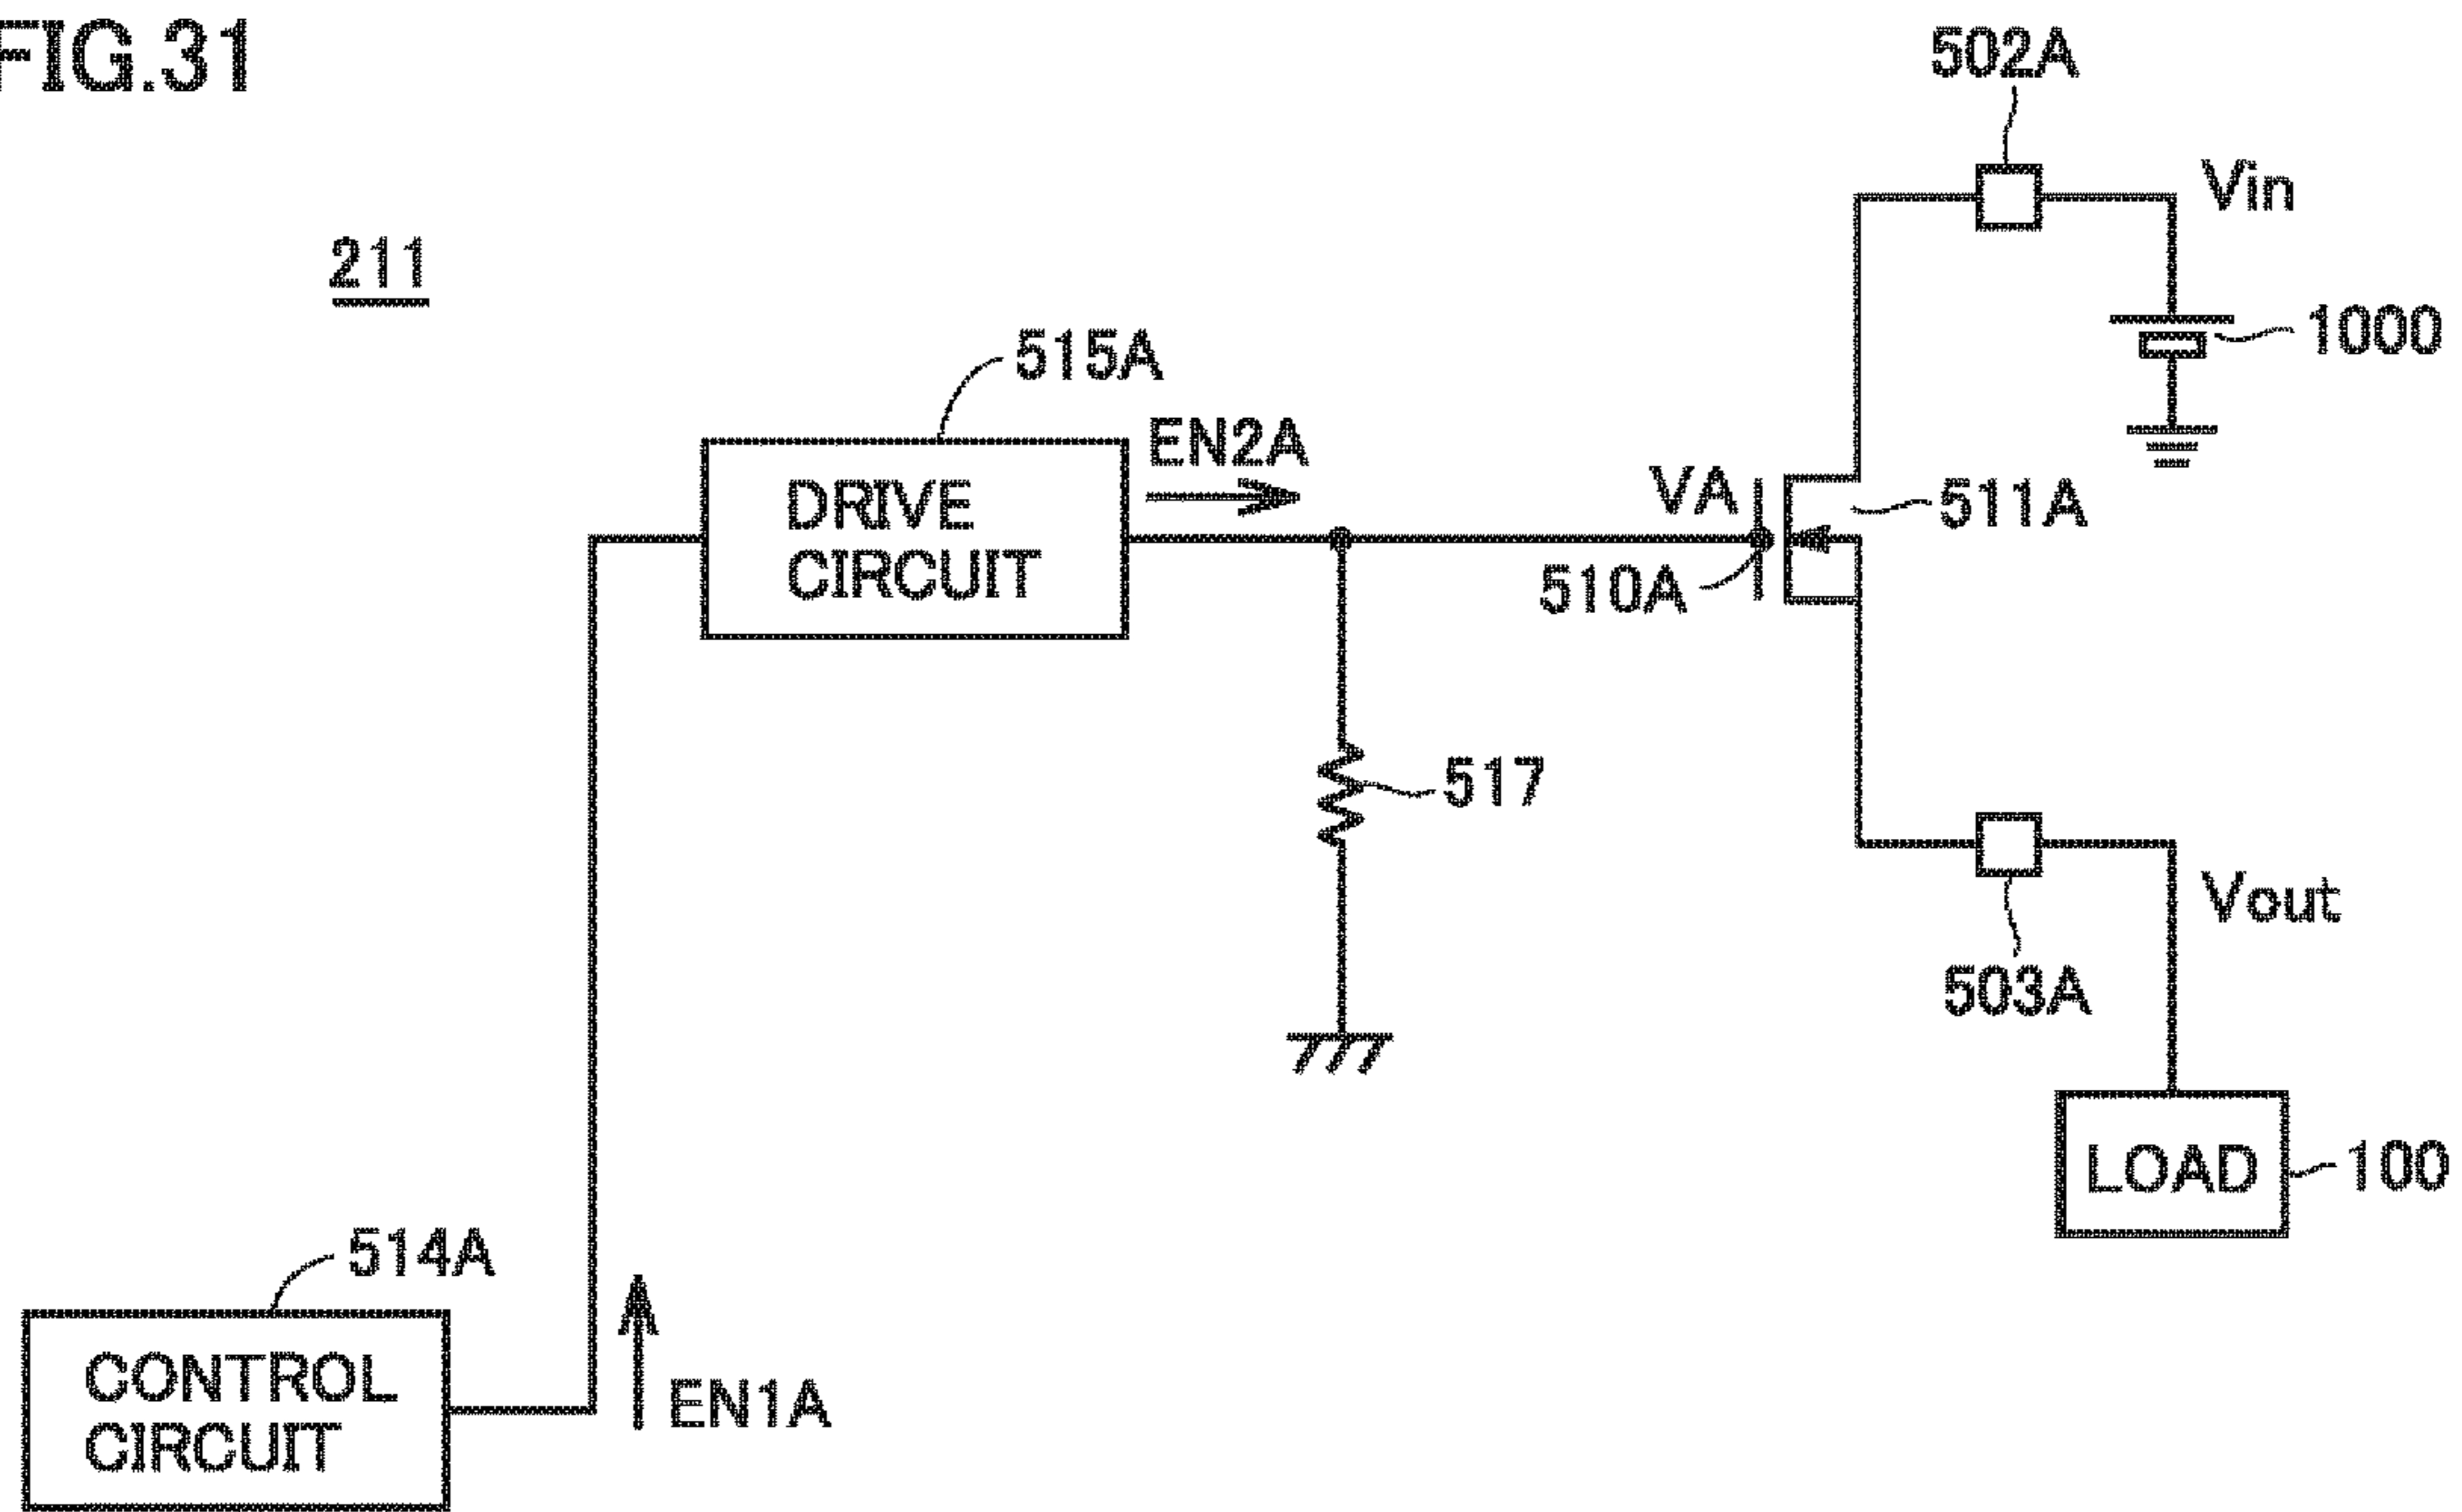 FIG.31
502A
Vin
211
1000
515A
EN2A
DRIVE
CIRCUIT
VA
511A
510A
517
Vout
503A
LOAD
100
514A
CONTROL
CIRCUIT
EN1A